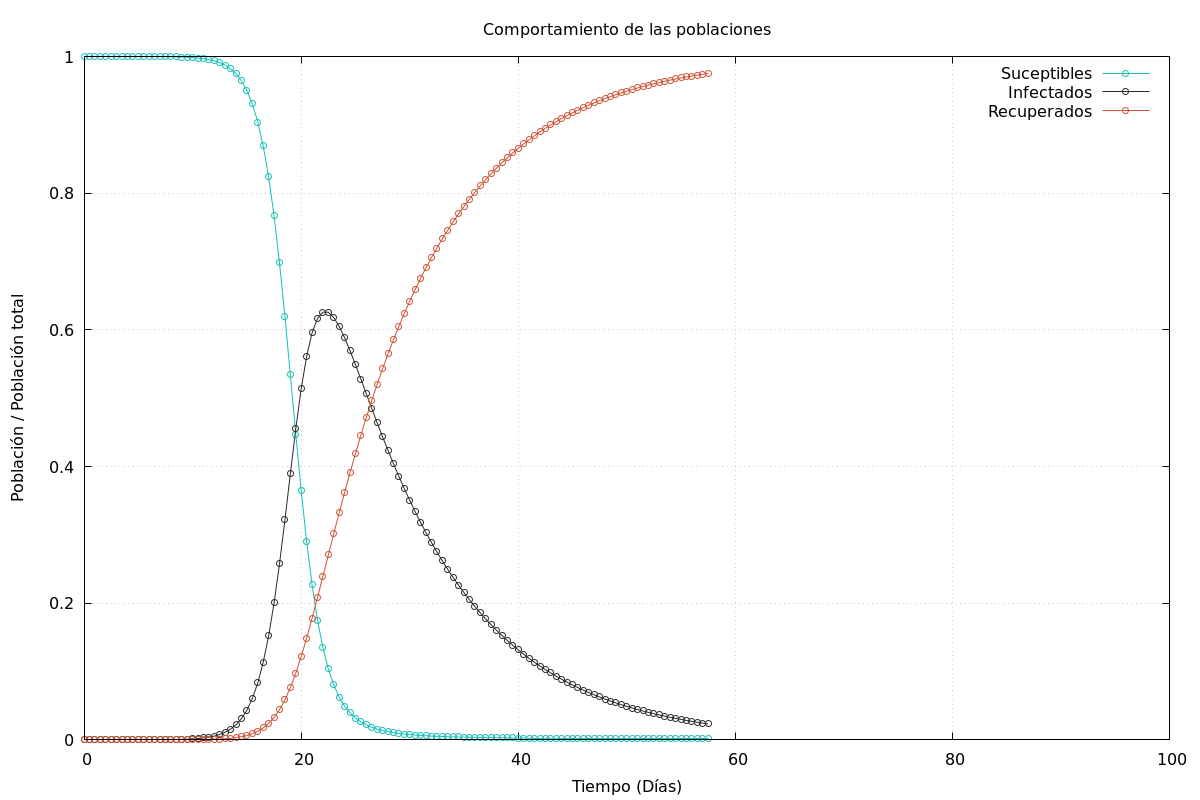 Comportamiento de las poblaciones
Suceptibles
Infectados
Recuperados
1
0.8
0.6
0.4
0.2
0
Población / Población total
0 20 40 60 80 100
Tiempo (Días)